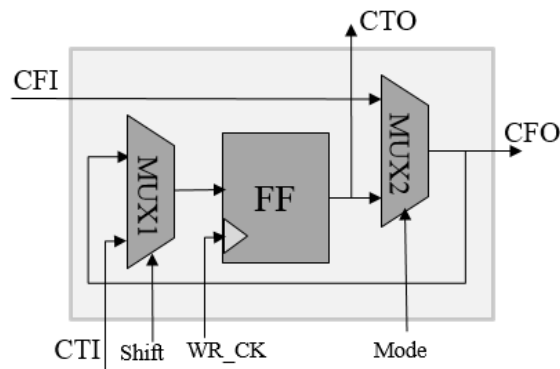 CTO
CFI
MUX2
CFO
MUX1
FF
CTI
Shift
WR_CK
Mode